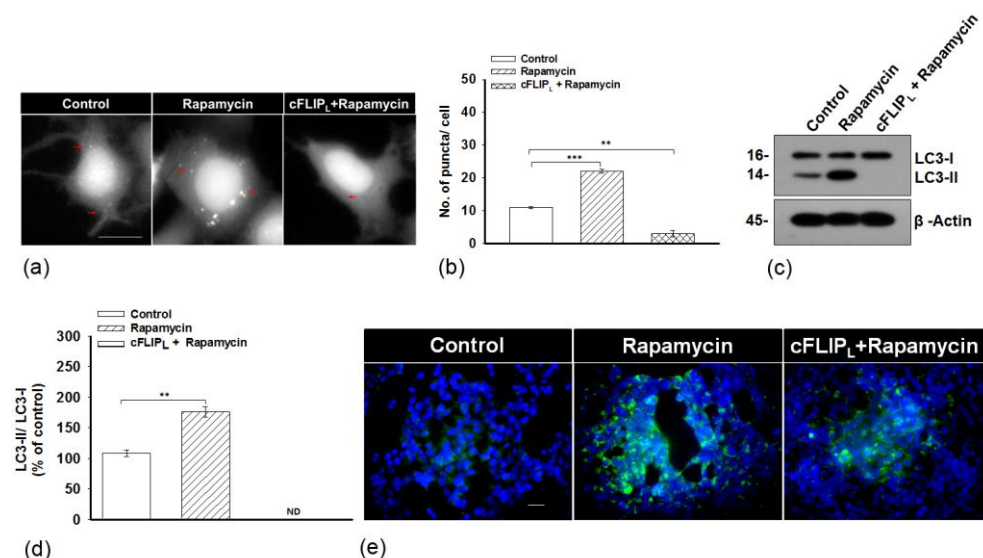 Control
Rapamycin
cFLIPL+Rapamycin
(a)
Control
Rapamycin
cFLIPL + Rapamycin
No. of puncta/ cell
50
40
30
20
10
0
**
***
(b)
Control
Rapamycin
cFLIPL + Rapamycin
16-
14-
45-
LC3-I
LC3-II
β -Actin
(c)
Control
Rapamycin
cFLIPL + Rapamycin
LC3-II/ LC3-I
(% of control)
300
250
200
150
100
50
0
**
ND
(d)
Control
Rapamycin
cFLIPL+Rapamycin
(e)